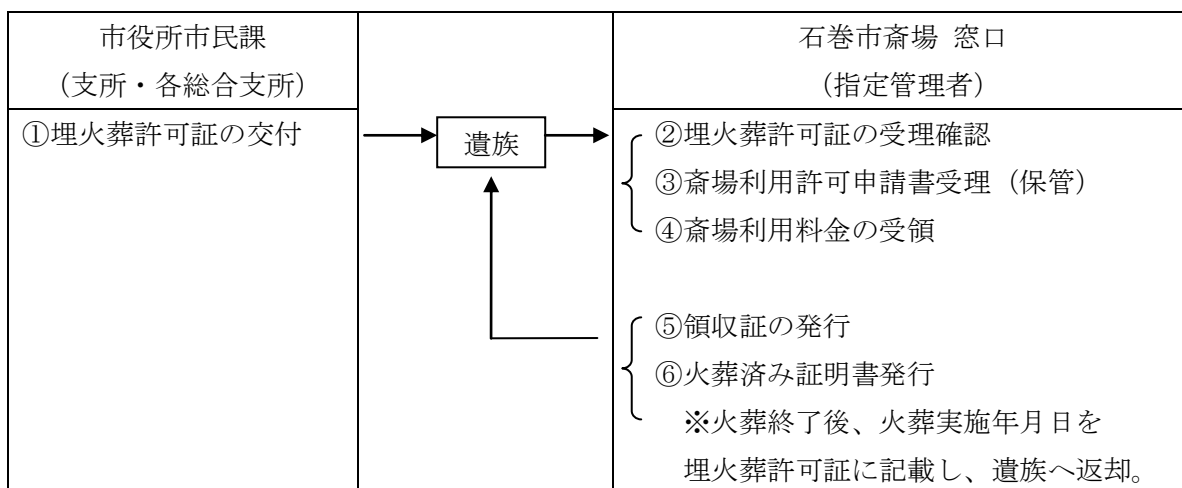 市役所市民課
（支所・各総合支所）
石巻市斎場 窓口
（指定管理者）
①埋火葬許可証の交付
遺族
②埋火葬許可証の受理確認
③斎場利用許可申請書受理（保管）
④斎場利用料金の受領
⑤領収証の発行
⑥火葬済み証明書発行
※火葬終了後、火葬実施年月日を
埋火葬許可証に記載し、遺族へ返却。